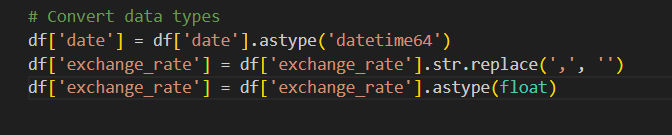 # Convert data types
df['date'] = df['date'].astype('datetime64')
df['exchange_rate'] = df['exchange_rate'].str.replace(',', '')
df['exchange_rate'] = df['exchange_rate'].astype(float)